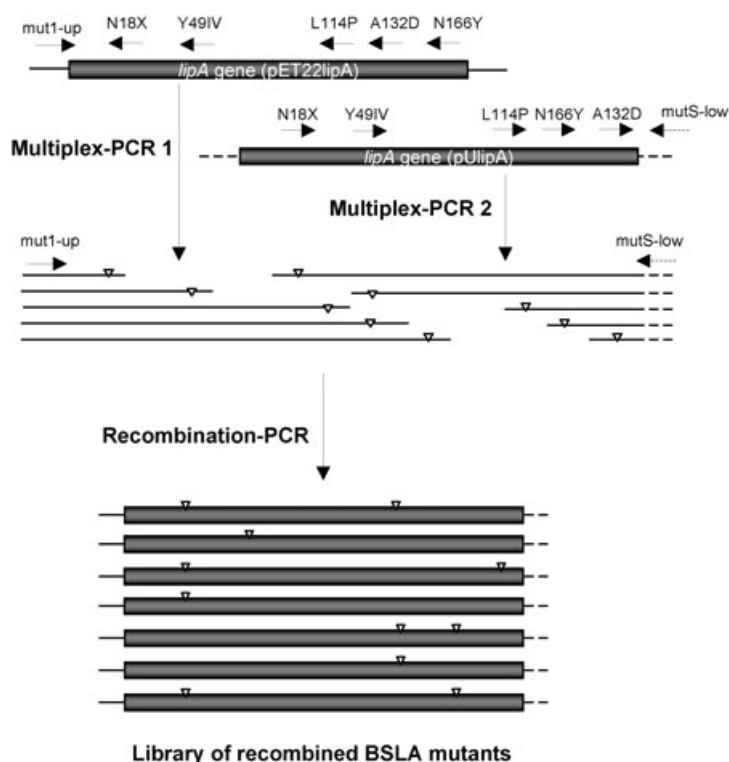 mut1-up N18X Y49IV L114P A132D N166Y
lipA gene (pET22lipA)
N18X Y49IV L114P N166Y A132D mutS-low
Multiplex-PCR 1
lipA gene (pUlipA)
Multiplex-PCR 2
mut1-up mutS-low
Recombination-PCR
Library of recombined BSLA mutants